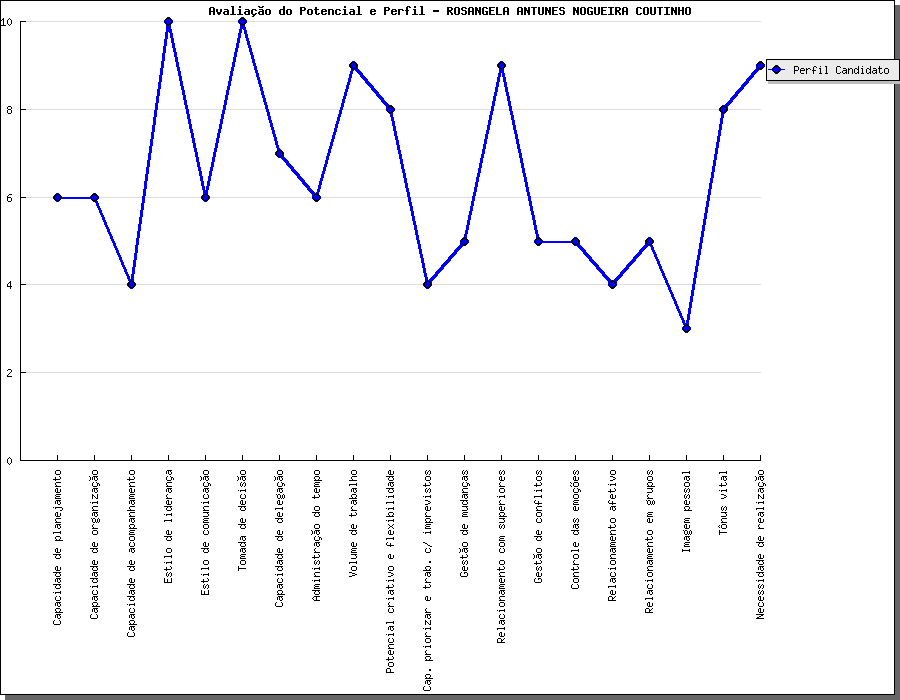 Avaliação do Potencial e Perfil - ROSANGELA ANTUNES NOGUEIRA COUTINHO
10
8
6
4
2
0
Perfil Candidato
Capacidade de planejamento
Capacidade de organização
Capacidade de acompanhamento
Estilo de liderança
Estilo de comunicação
Tomada de decisão
Capacidade de delegação
Administração do tempo
Volume de trabalho
Potencial criativo e flexibilidade
Cap. priorizar e trab. c/ imprevistos
Gestão de mudanças
Relacionamento com superiores
Gestão de conflitos
Controle das emoções
Relacionamento afetivo
Relacionamento em grupos
Imagem pessoal
Tônus vital
Necessidade de realização